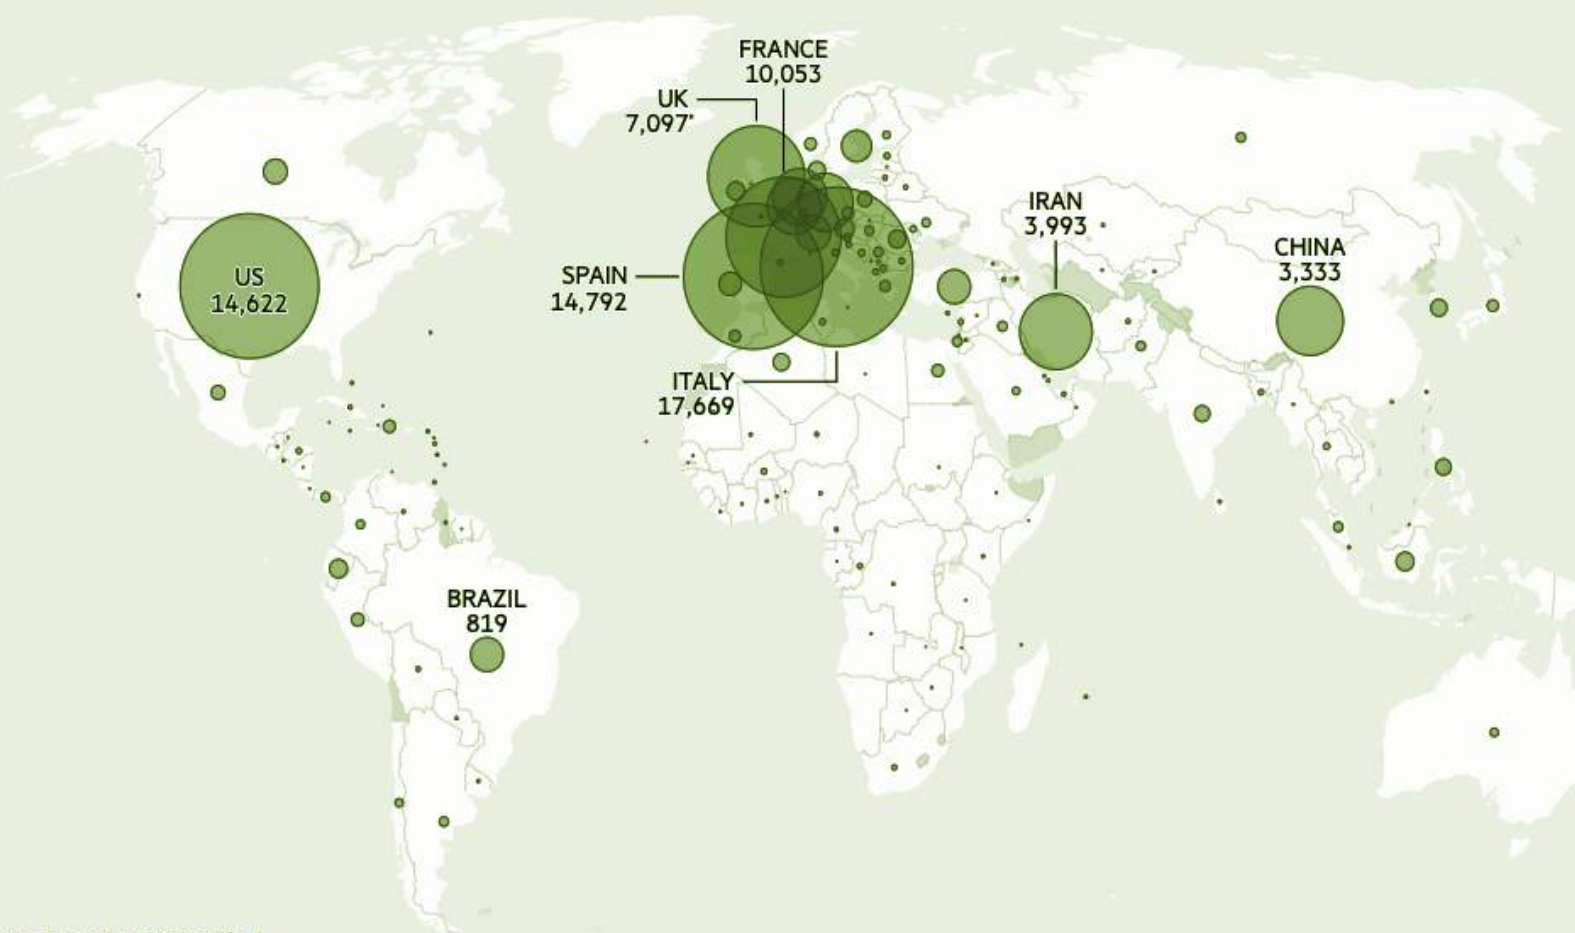 FRANCE
10,053
UK
7,097*
IRAN
3,993
CHINA
3,333
US
14,622
SPAIN
14,792
ITALY
17,669
BRAZIL
819